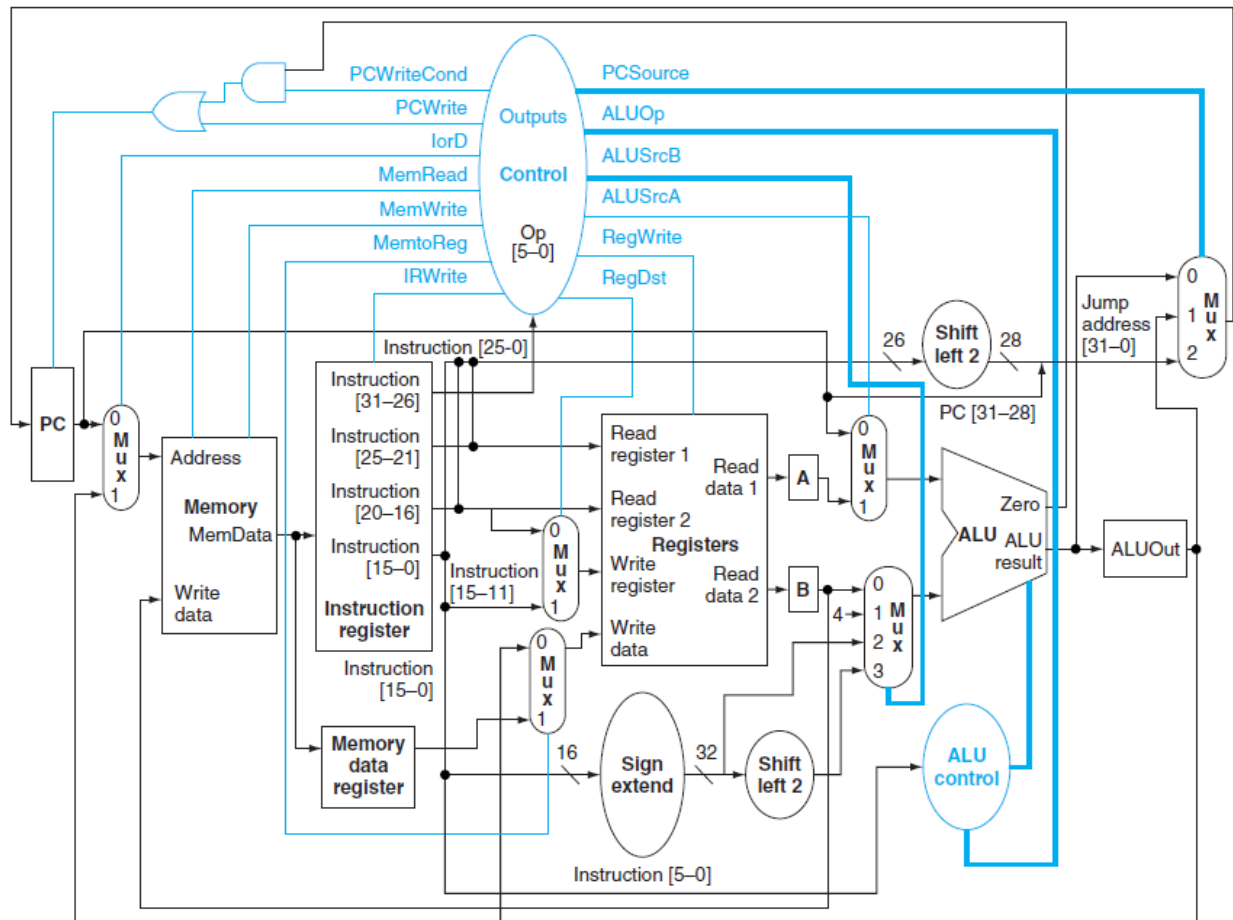 PCWriteCond
PCWrite
IorD
MemRead
MemWrite
MemtoReg
IRWrite
Outputs
Control
Op
[5–0]
PCSource
ALUOp
ALUSrcB
ALUSrcA
RegWrite
RegDst
Instruction [25-0]
26
Shift
left 2
28
Jump
address
[31–0]
0
1
2
M
u
x
PC [31–28]
PC
0
M
u
x
1
Address
Memory
MemData
Write
data
Instruction
[31–26]
Instruction
[25–21]
Instruction
[20–16]
Instruction
[15–0]
Instruction
register
Instruction
[15–11]
Instruction
[15–0]
0
M
u
x
1
0
M
u
x
1
Read
register 1
Read
register 2
Registers
Write
register
Write
data
Read
data 1
Read
data 2
A
B
0
M
u
x
1
4
0
1
2
3
M
u
x
Zero
ALU
ALU
result
ALUOut
Memory
data
register
16
Sign
extend
32
Shift
left 2
ALU
control
Instruction [5–0]